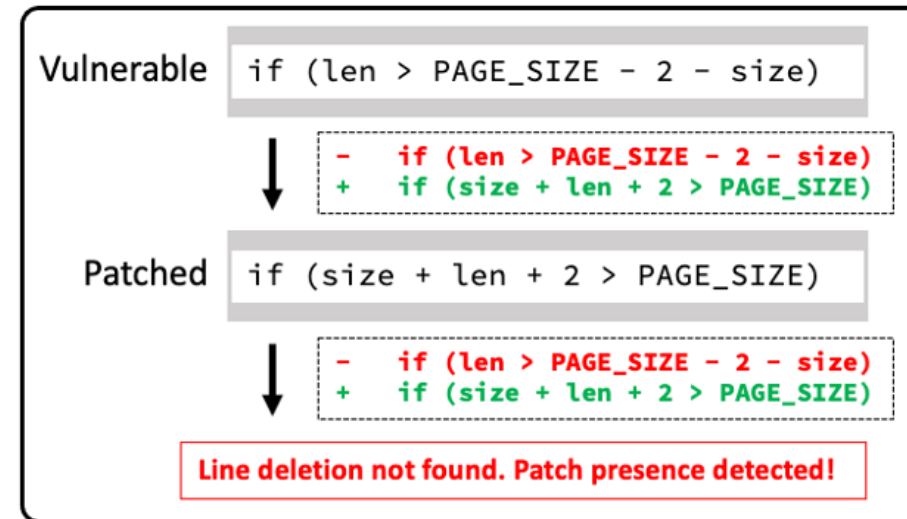 Vulnerable if (len > PAGE_SIZE - 2 - size)
- if (len > PAGE_SIZE - 2 - size)
+ if (size + len + 2 > PAGE_SIZE)
Patched if (size + len + 2 > PAGE_SIZE)
- if (len > PAGE_SIZE - 2 - size)
+ if (size + len + 2 > PAGE_SIZE)
Line deletion not found. Patch presence detected!